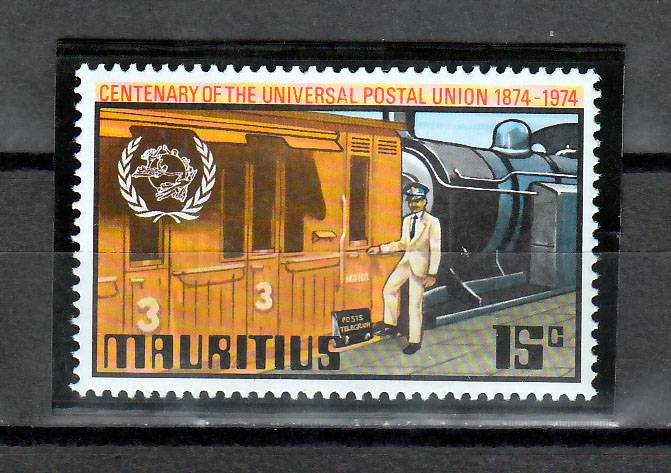 CENTENARY OF THE UNIVERSAL POSTAL UNION 1874-1974
3
3
POSTS
TELEGRAPH
MAURITIUS
15c